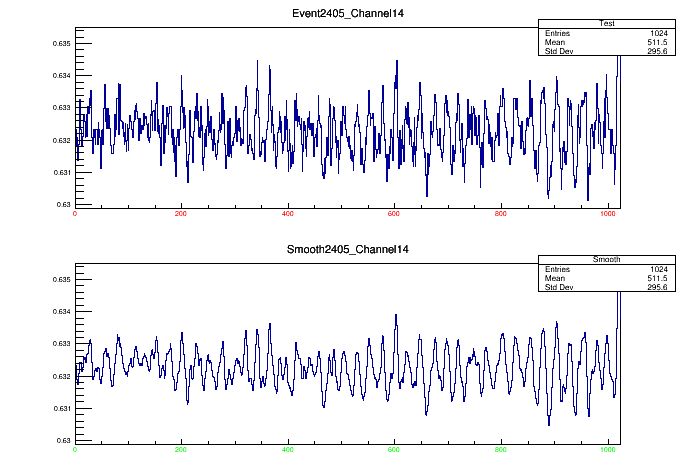 Event2405_Channel14
Test
Entries 1024
Mean 511.5
Std Dev 295.6
0.635
0.634
0.633
0.632
0.631
0.63
0 200 400 600 800 1000
Smooth2405_Channel14
Smooth
Entries 1024
Mean 511.5
Std Dev 295.6
0.635
0.634
0.633
0.632
0.631
0.63
0 200 400 600 800 1000